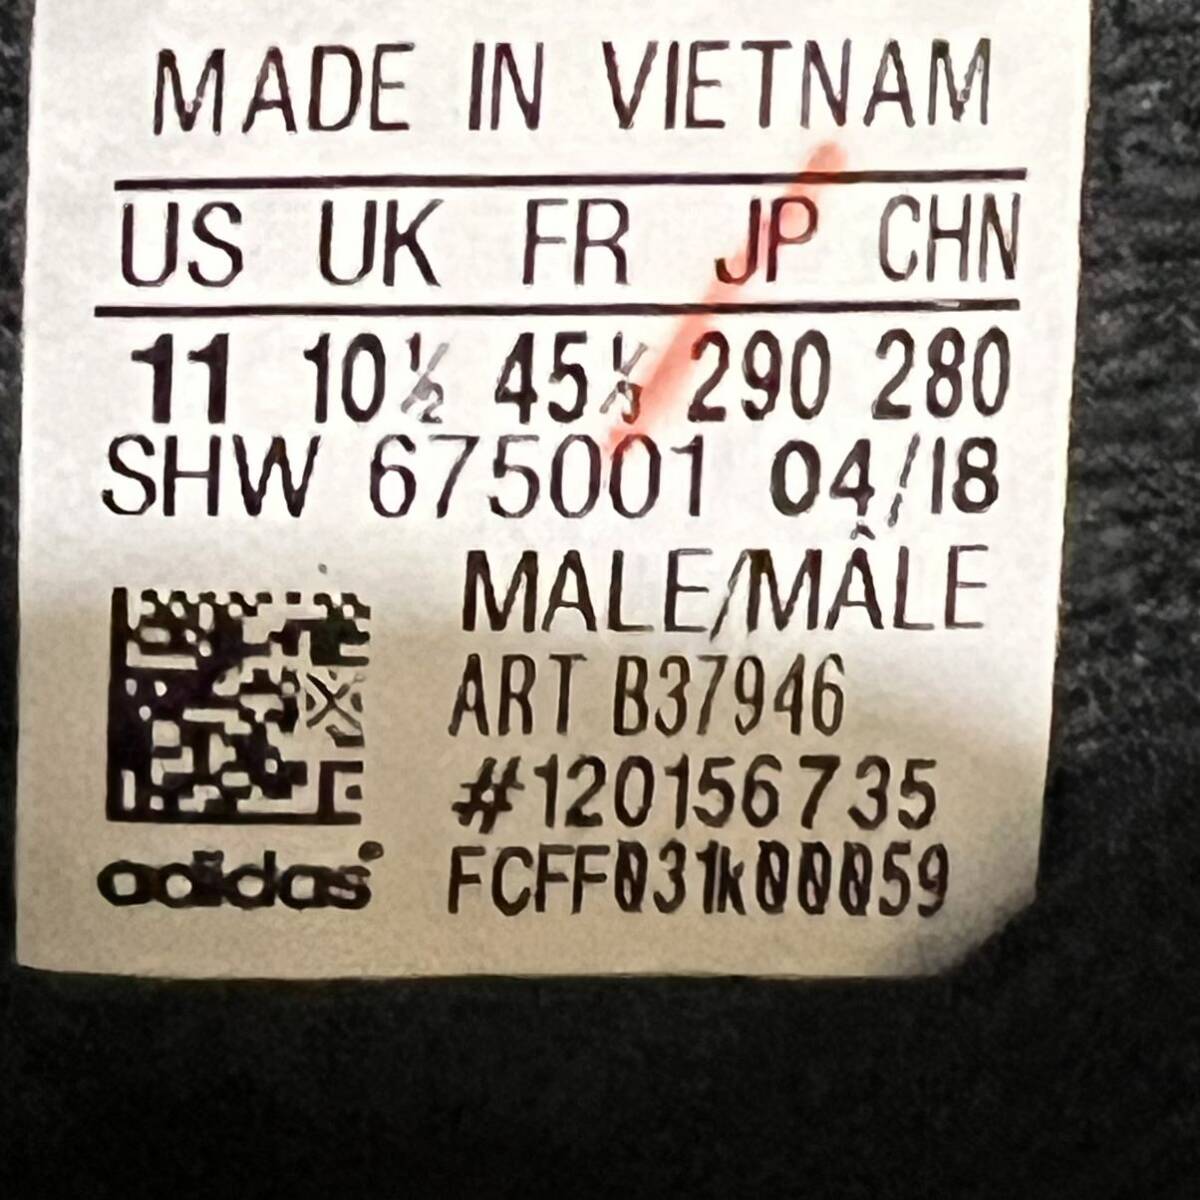 MADE IN VIETNAM
US UK FR JP CHN
11 10½ 45⅓ 290 280
SHW 675001 04/18
MALE/MÂLE
ART B37946
#120156735
FCFF031k00059
adidas®